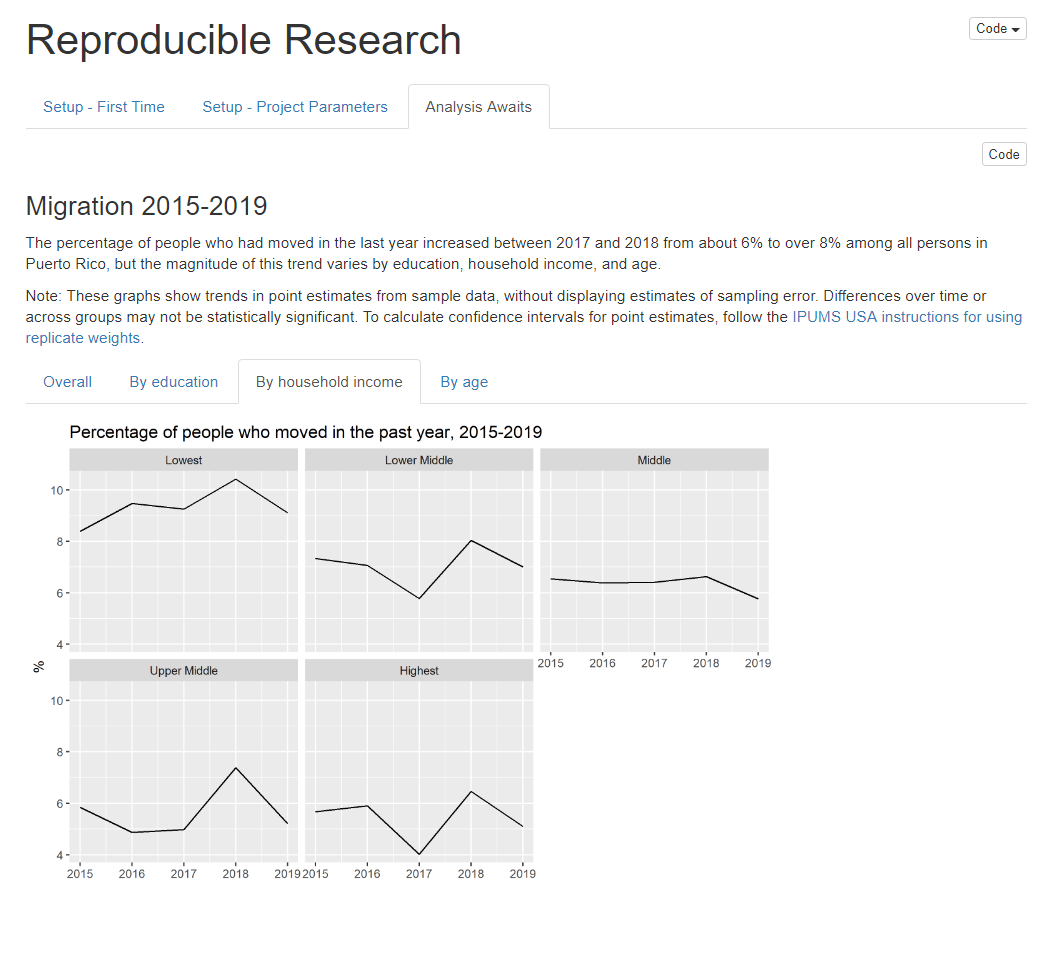 Reproducible Research
Code
Setup - First Time
Setup - Project Parameters
Analysis Awaits
Code
Migration 2015-2019
The percentage of people who had moved in the last year increased between 2017 and 2018 from about 6% to over 8% among all persons in
Puerto Rico, but the magnitude of this trend varies by education, household income, and age.
Note: These graphs show trends in point estimates from sample data, without displaying estimates of sampling error. Differences over time or
across groups may not be statistically significant. To calculate confidence intervals for point estimates, follow the IPUMS USA instructions for using
replicate weights.
Overall
By education
By household income
By age
Percentage of people who moved in the past year, 2015-2019
Lowest
Lower Middle
Middle
10
8
6
4
2015 2016 2017 2018 2019
%
Upper Middle
Highest
10
8
6
4
2015 2016 2017 2018 2019
2015 2016 2017 2018 2019